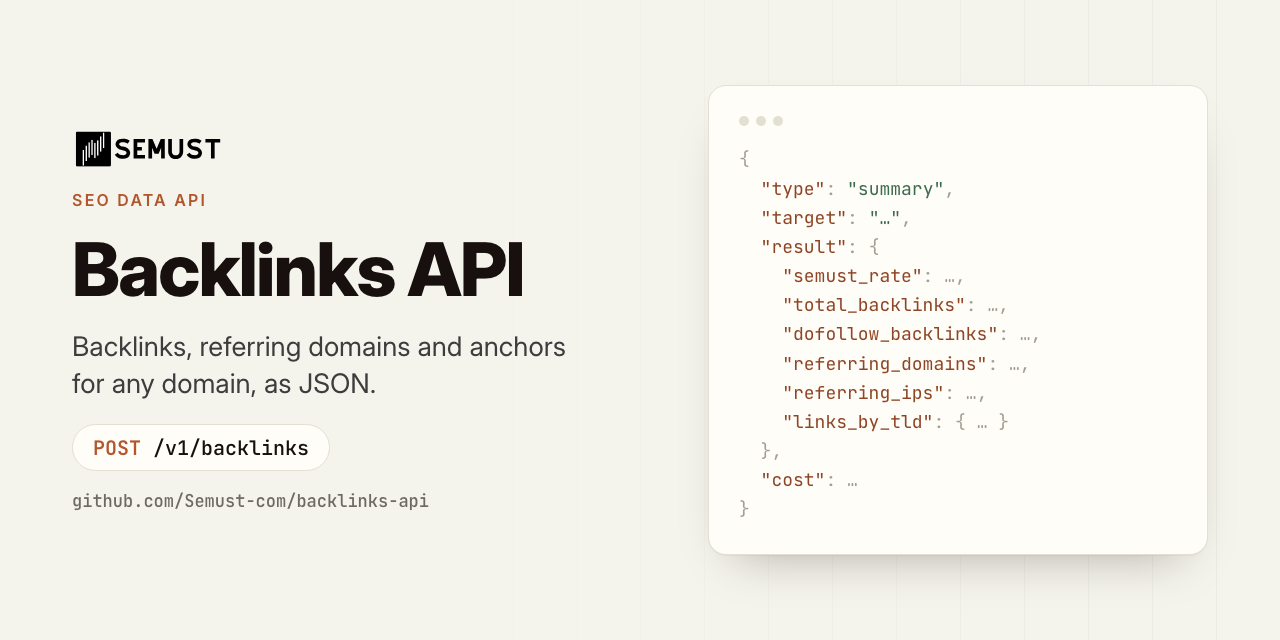 SEMUST
SEO DATA API
Backlinks API
Backlinks, referring domains and anchors
for any domain, as JSON.
POST /v1/backlinks
github.com/Semust-com/backlinks-api
{
  "type": "summary",
  "target": "…",
  "result": {
    "semust_rate": …,
    "total_backlinks": …,
    "dofollow_backlinks": …,
    "referring_domains": …,
    "referring_ips": …,
    "links_by_tld": { … }
  },
  "cost": …
}